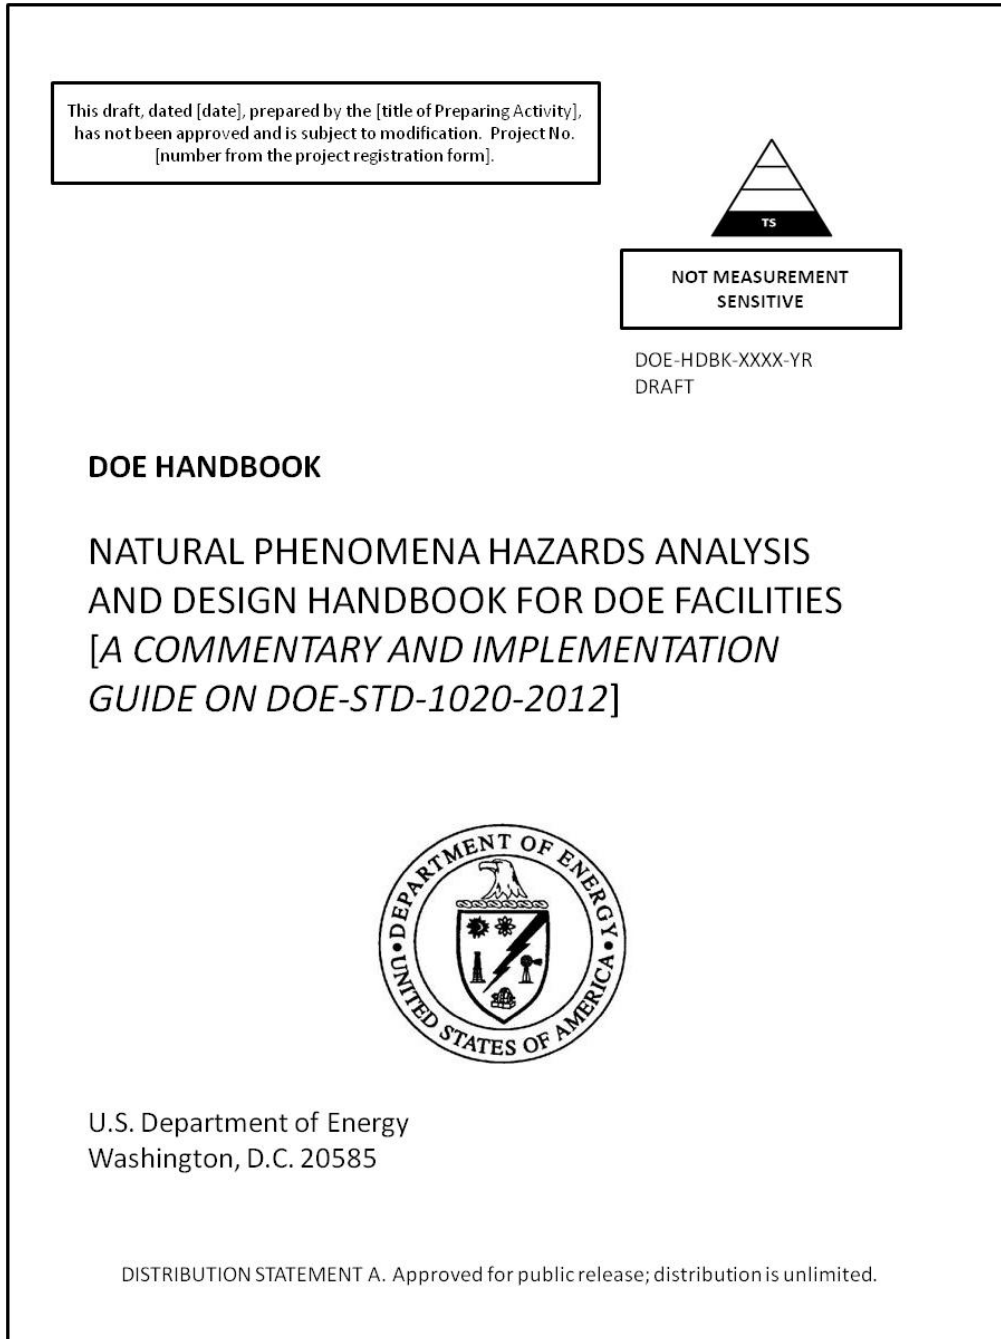 This draft, dated [date], prepared by the [title of Preparing Activity],
has not been approved and is subject to modification.  Project No.
[number from the project registration form].
TS
NOT MEASUREMENT
SENSITIVE
DOE-HDBK-XXXX-YR
DRAFT
DOE HANDBOOK
NATURAL PHENOMENA HAZARDS ANALYSIS
AND DESIGN HANDBOOK FOR DOE FACILITIES
[A COMMENTARY AND IMPLEMENTATION
GUIDE ON DOE-STD-1020-2012]
DEPARTMENT OF ENERGY
UNITED STATES OF AMERICA
U.S. Department of Energy
Washington, D.C. 20585
DISTRIBUTION STATEMENT A. Approved for public release; distribution is unlimited.